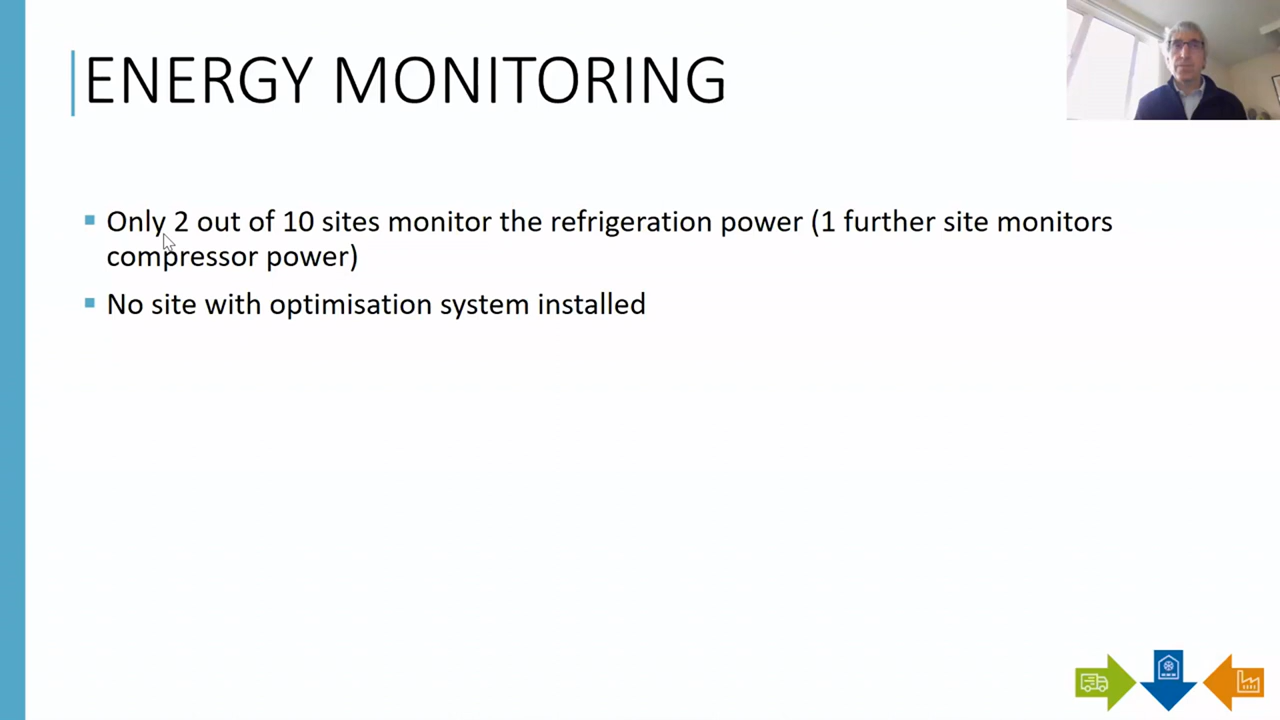 ENERGY MONITORING
Only 2 out of 10 sites monitor the refrigeration power (1 further site monitors
compressor power)
No site with optimisation system installed